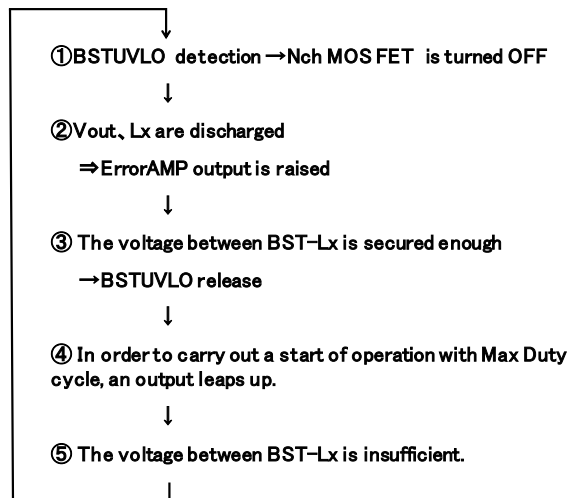 ①BSTUVLO detection →Nch MOS FET is turned OFF
↓
②Vout、Lx are discharged
⇒ErrorAMP output is raised
↓
③ The voltage between BST-Lx is secured enough
→BSTUVLO release
↓
④ In order to carry out a start of operation with Max Duty
cycle, an output leaps up.
↓
⑤ The voltage between BST-Lx is insufficient.